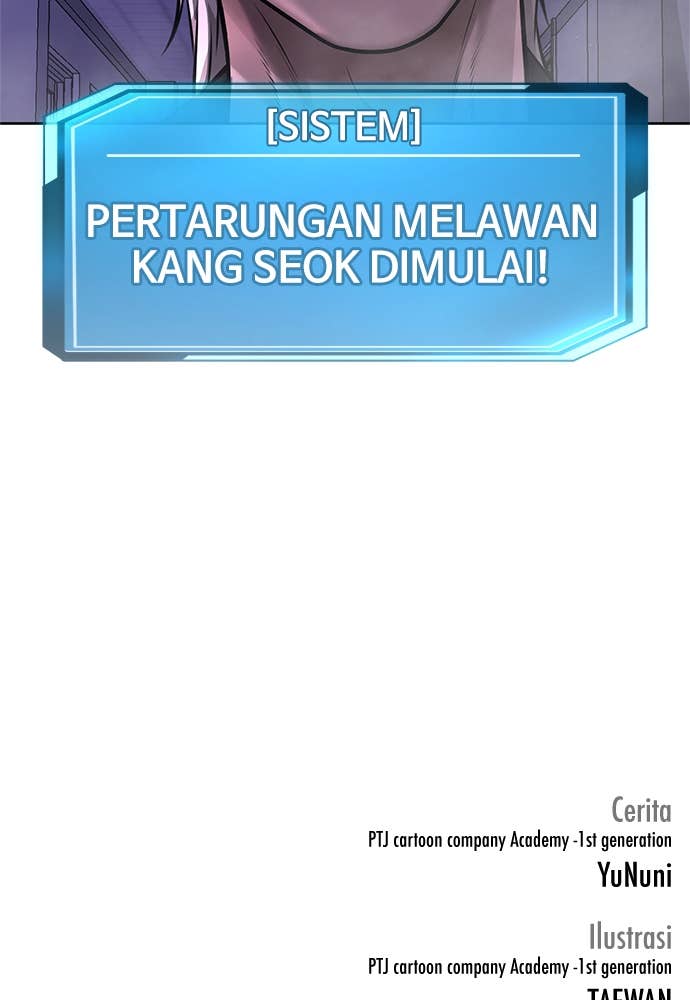 [SISTEM]
PERTARUNGAN MELAWAN
KANG SEOK DIMULAI!
Cerita
PTJ cartoon company Academy -1st generation
YuNuni
Ilustrasi
PTJ cartoon company Academy -1st generation
TAEWAN